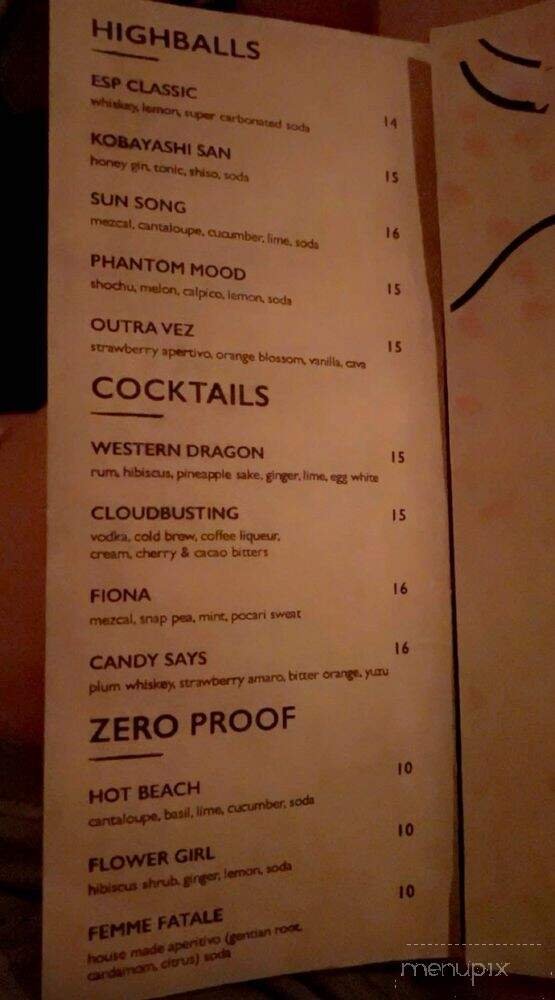 HIGHBALLS
ESP CLASSIC
whiskey, lemon, super carbonated soda 14
KOBAYASHI SAN
honey gin, tonic, shiso, soda 15
SUN SONG
mezcal, cantaloupe, cucumber, lime, soda 16
PHANTOM MOOD
shochu, melon, calpico, lemon, soda 15
OUTRA VEZ
strawberry apertivo, orange blossom, vanilla, cava 15
COCKTAILS
WESTERN DRAGON 15
rum, hibiscus, pineapple sake, ginger, lime, egg white
CLOUDBUSTING 15
vodka, cold brew, coffee liqueur,
cream, cherry & cacao bitters
FIONA 16
mezcal, snap pea, mint, pocari sweat
CANDY SAYS 16
plum whiskey, strawberry amaro, bitter orange, yuzu
ZERO PROOF
HOT BEACH 10
cantaloupe, basil, lime, cucumber, soda
FLOWER GIRL 10
hibiscus shrub, ginger, lemon, soda
FEMME FATALE 10
house made aperitivo (gentian root,
cardamom, citrus) soda
menupix